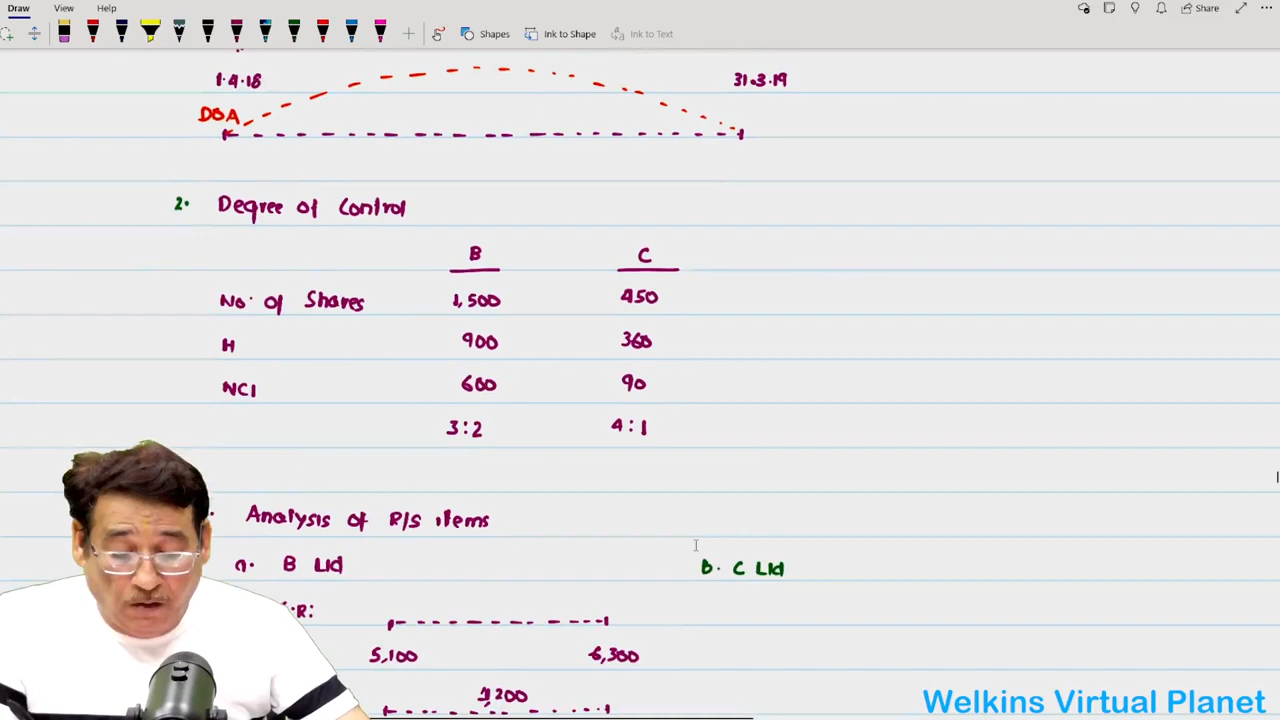 Draw View Help Share
Shapes Ink to Shape Ink to Text
1.4.18 31.3.19
DOA
2. Degree of Control
B C
No. of Shares 1,500 450
H 900 360
NCI 600 90
3:2 4:1
Analysis of R/S items
a. B Ltd b. C Ltd
G.R:
5,100 6,300
1,200
Welkins Virtual Planet